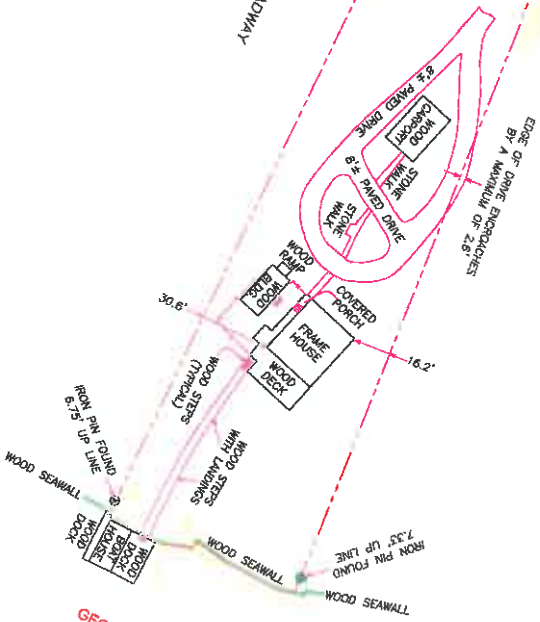 ADWAY
8'± PAVED DRIVE
WOOD
CARPORT
STONE
WALK
8'± PAVED DRIVE
STONE
WALK
EDGE OF DRIVE ENCROACHES
BY A MAXIMUM OF 2.6'
WOOD
RAMP
WOOD
BLDG.
COVERED
PORCH
FRAME
HOUSE
WOOD
DECK
16.2'
30.6'
WOOD STEPS
(TYPICAL)
WOOD STEPS
WITH LANDINGS
IRON PIN FOUND
6.75' UP LINE
WOOD SEAWALL
WOOD
DOCK
BOAT
HOUSE
WOOD
DOCK
WOOD SEAWALL
IRON PIN FOUND
7.33' UP LINE
WOOD SEAWALL
GEO